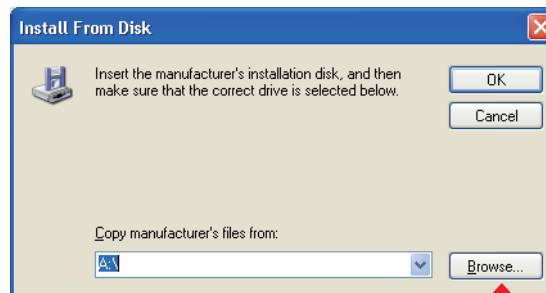 Install From Disk
Insert the manufacturer's installation disk, and then
make sure that the correct drive is selected below.
OK
Cancel
Copy manufacturer's files from:
A:\
Browse...